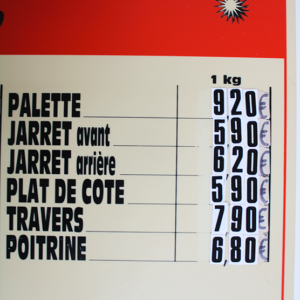 1 kg
PALETTE 9,20€
JARRET avant 5,90€
JARRET arrière 6,20€
PLAT DE COTE 5,90€
TRAVERS 7,90€
POITRINE 6,80€